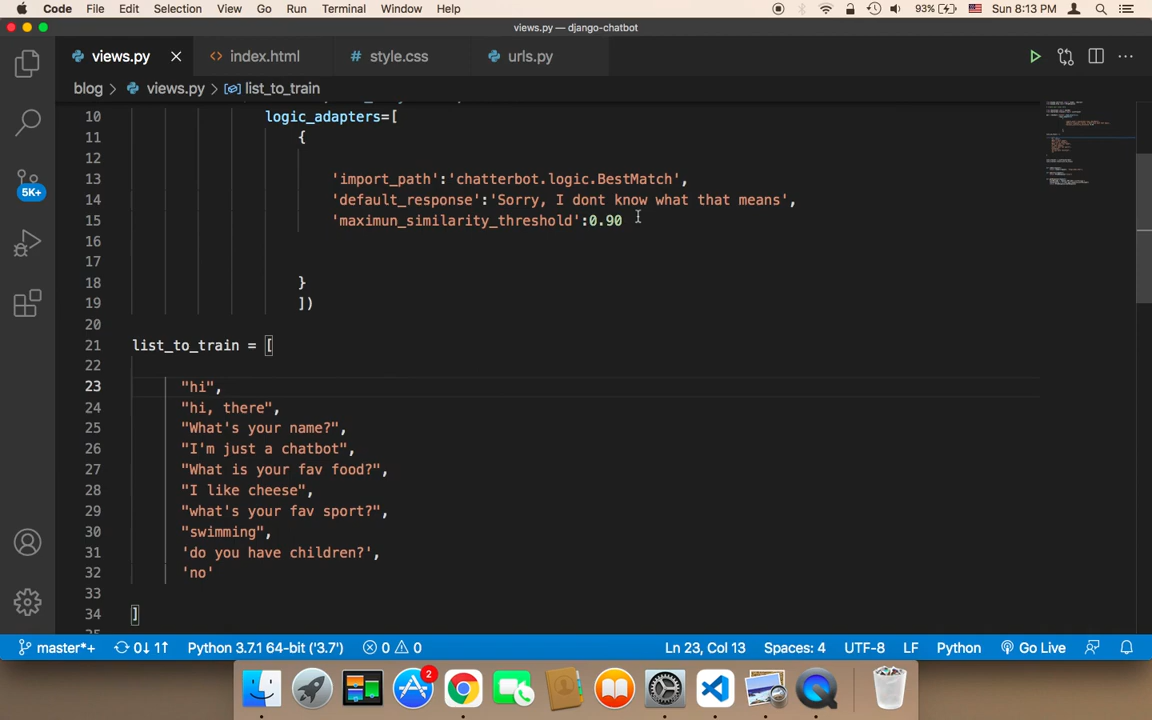 Code File Edit Selection View Go Run Terminal Window Help 93% Sun 8:13 PM
views.py — django-chatbot
views.py index.html style.css urls.py
blog > views.py > list_to_train
10 logic_adapters=[
11 {
12
13 'import_path':'chatterbot.logic.BestMatch',
14 'default_response':'Sorry, I dont know what that means',
15 'maximun_similarity_threshold':0.90
16
17
18 }
19 ])
20
21 list_to_train = [
22
23 "hi",
24 "hi, there",
25 "What's your name?",
26 "I'm just a chatbot",
27 "What is your fav food?",
28 "I like cheese",
29 "what's your fav sport?",
30 "swimming",
31 'do you have children?',
32 'no'
33
34 ]
5K+
master*+ 0↓ 1↑ Python 3.7.1 64-bit ('3.7') 0 0 Ln 23, Col 13 Spaces: 4 UTF-8 LF Python Go Live
2